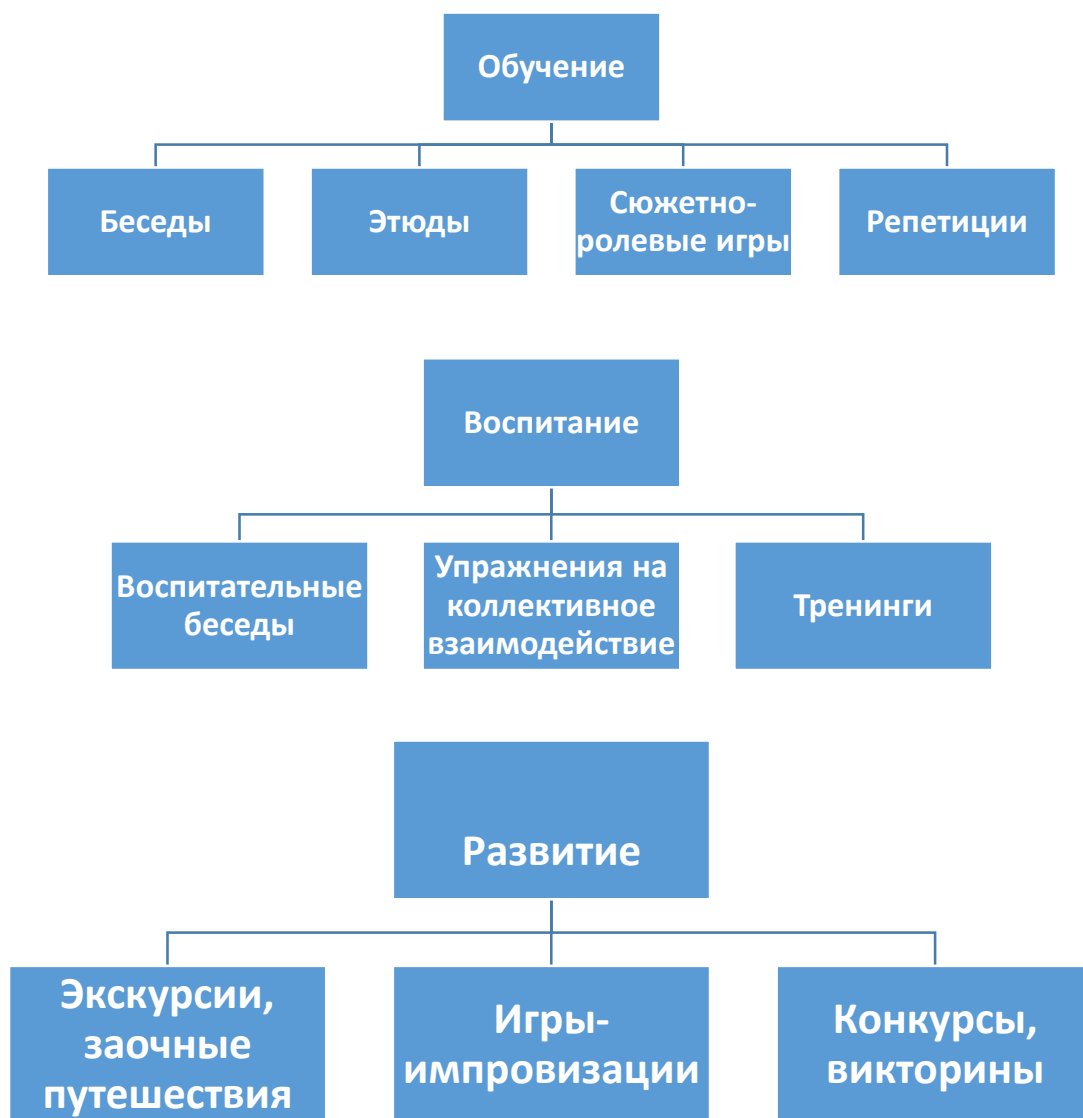 Обучение
Беседы
Этюды
Сюжетно-
ролевые игры
Репетиции
Воспитание
Воспитательные
беседы
Упражнения на
коллективное
взаимодействие
Тренинги
Развитие
Экскурсии,
заочные
путешествия
Игры-
импровизации
Конкурсы,
викторины